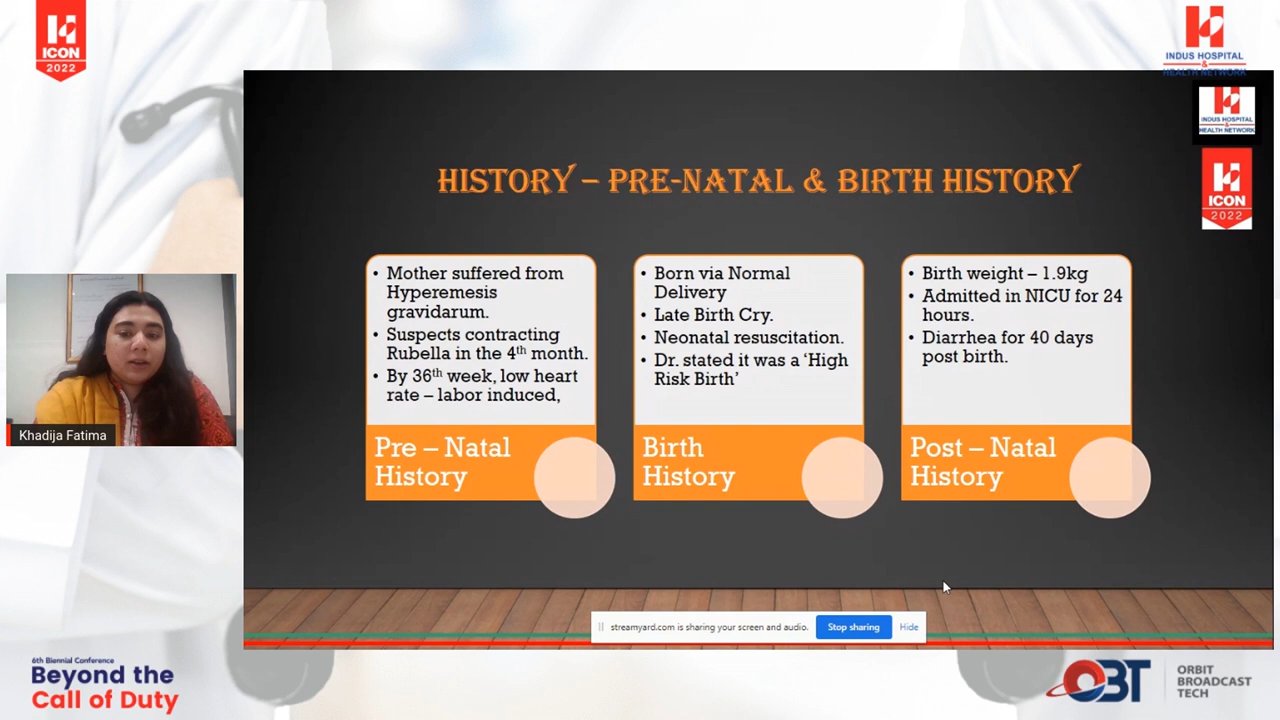 ICON
2022
INDUS HOSPITAL
&
HEALTH NETWORK
INDUS HOSPITAL
&
HEALTH NETWORK
ICON
2022
HISTORY – PRE-NATAL & BIRTH HISTORY
• Mother suffered from
Hyperemesis
gravidarum.
• Suspects contracting
Rubella in the 4th month.
• By 36th week, low heart
rate – labor induced,
Pre – Natal
History
• Born via Normal
Delivery
• Late Birth Cry.
• Neonatal resuscitation.
• Dr. stated it was a ‘High
Risk Birth’
Birth
History
• Birth weight – 1.9kg
• Admitted in NICU for 24
hours.
• Diarrhea for 40 days
post birth.
Post – Natal
History
Khadija Fatima
streamyard.com is sharing your screen and audio.
Stop sharing
Hide
6th Biennial Conference
Beyond the
Call of Duty
OBT
ORBIT
BROADCAST
TECH